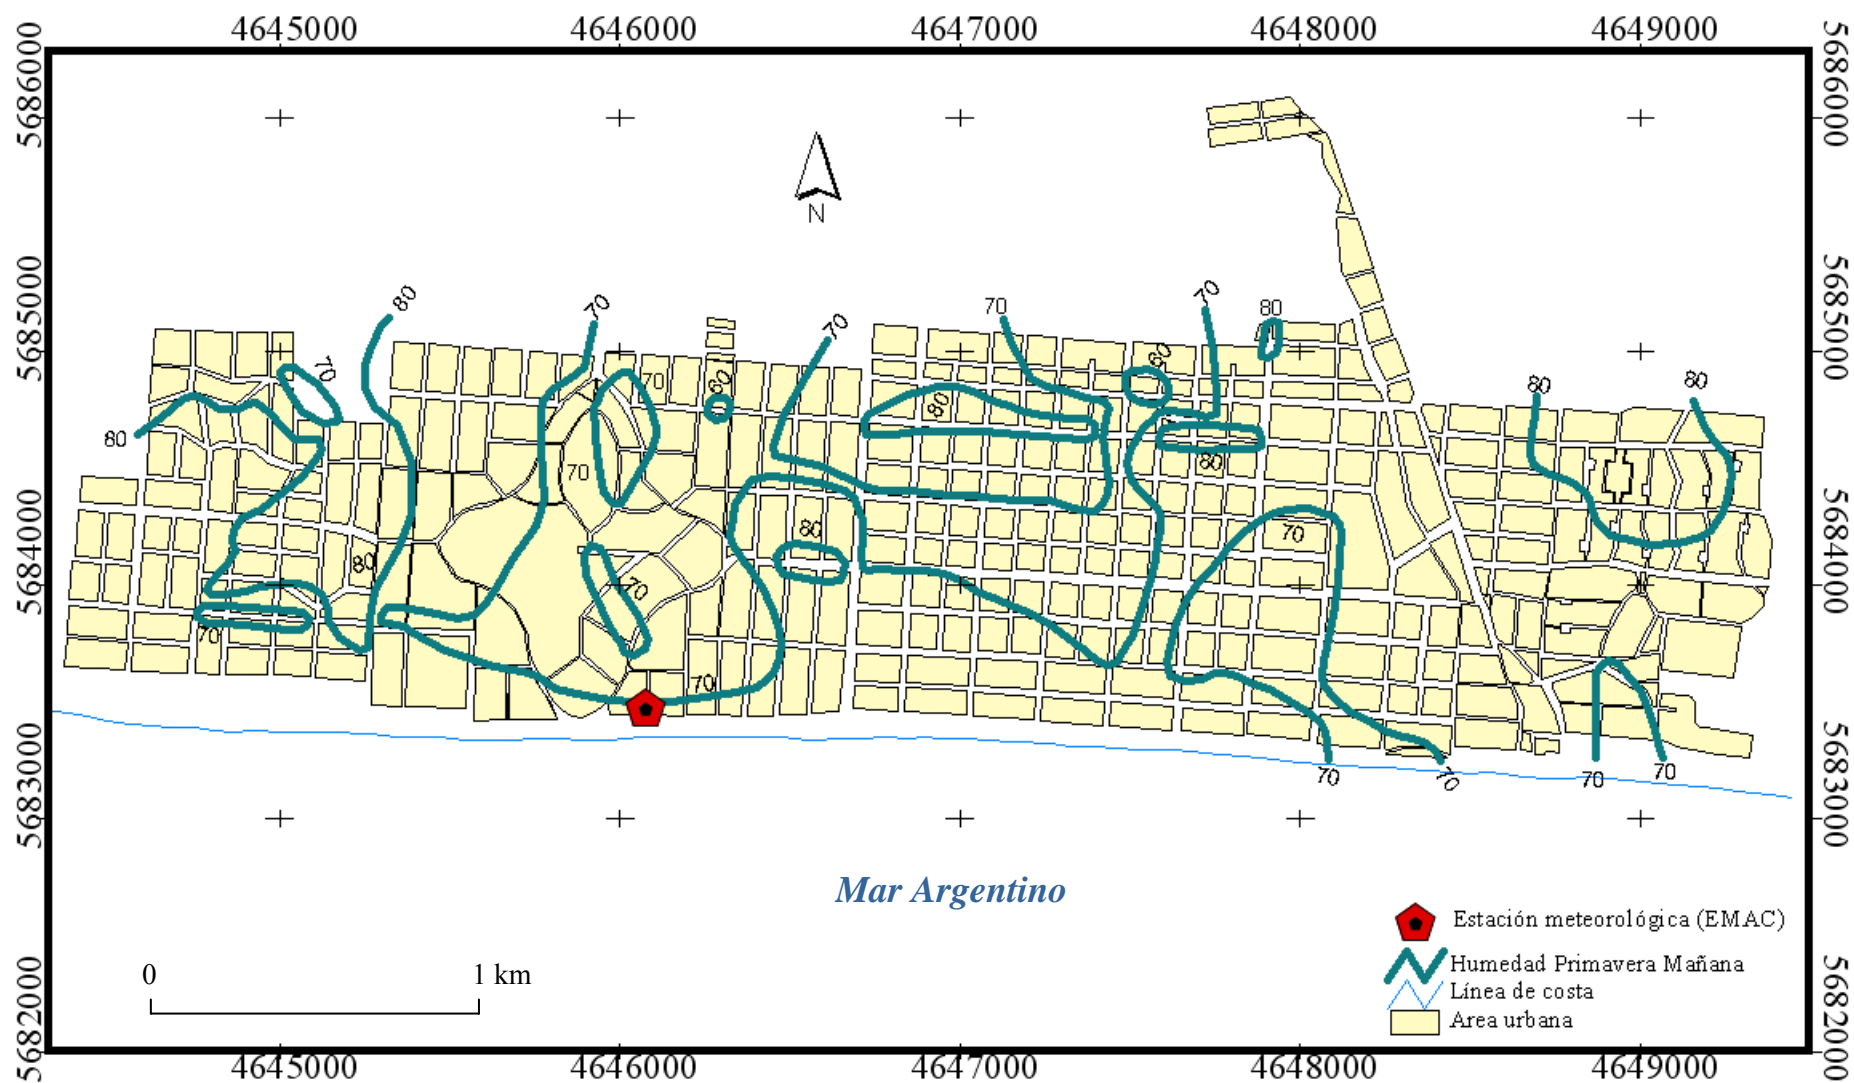 4645000 4646000 4647000 4648000 4649000
5686000 5686000
N
80 70 70 70 70 80
5685000 5685000
70 70 60 60 80 80
80 80
80 70
5684000 5684000
80 70
80 70
70
70
5683000 5683000
70 70 70 70
Mar Argentino
Estación meteorológica (EMAC)
Humedad Primavera Mañana
Línea de costa
Area urbana
0 1 km
5682000 5682000
4645000 4646000 4647000 4648000 4649000